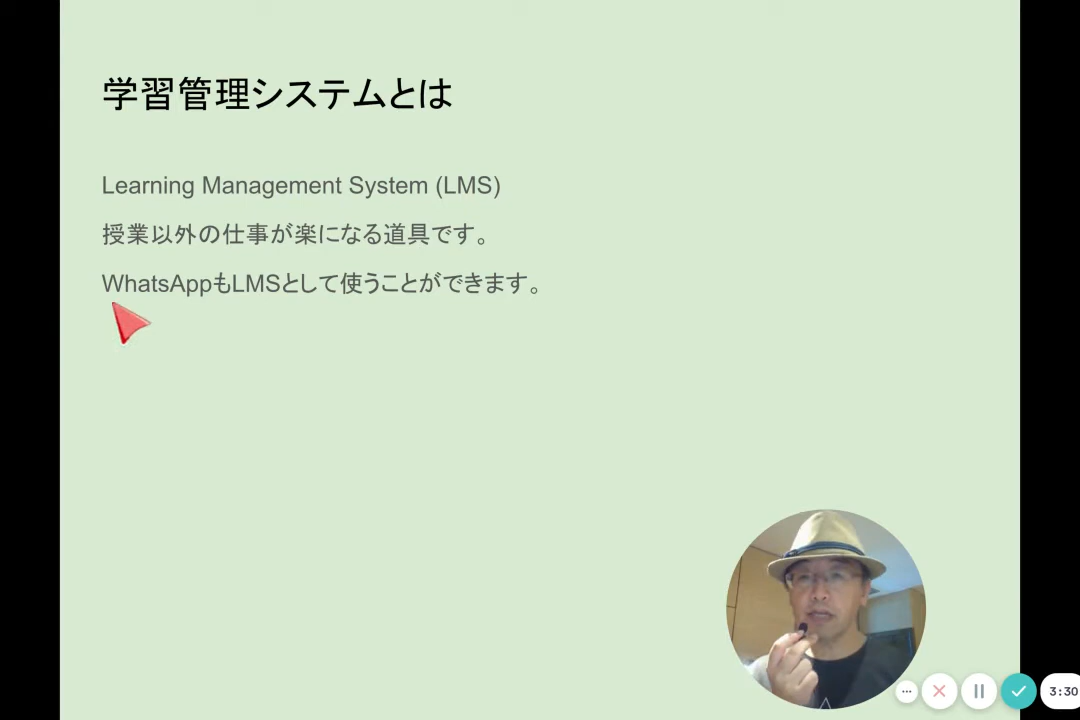 学習管理システムとは
Learning Management System (LMS)
授業以外の仕事が楽になる道具です。
WhatsAppもLMSとして使うことができます。
3:30